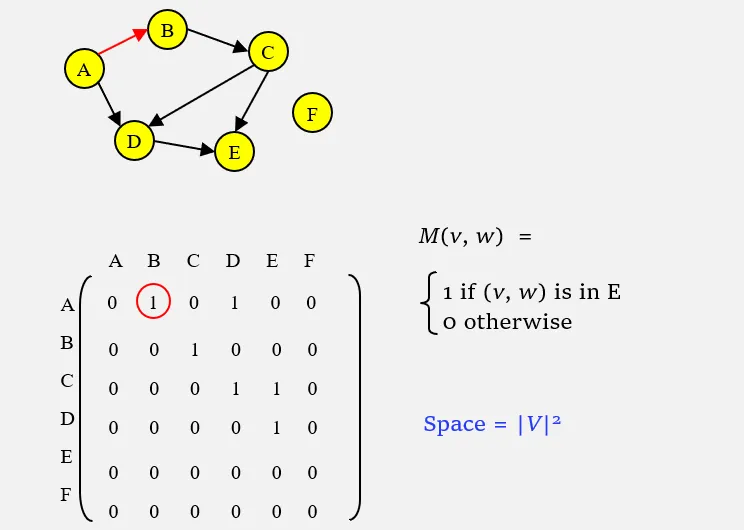 B
C
A
F
D
E
M(v, w) =
A B C D E F
1 if (v, w) is in E
0 otherwise
A 0 1 0 1 0 0
B 0 0 1 0 0 0
C 0 0 0 1 1 0
D 0 0 0 0 1 0
E 0 0 0 0 0 0
F 0 0 0 0 0 0
Space = |V|²